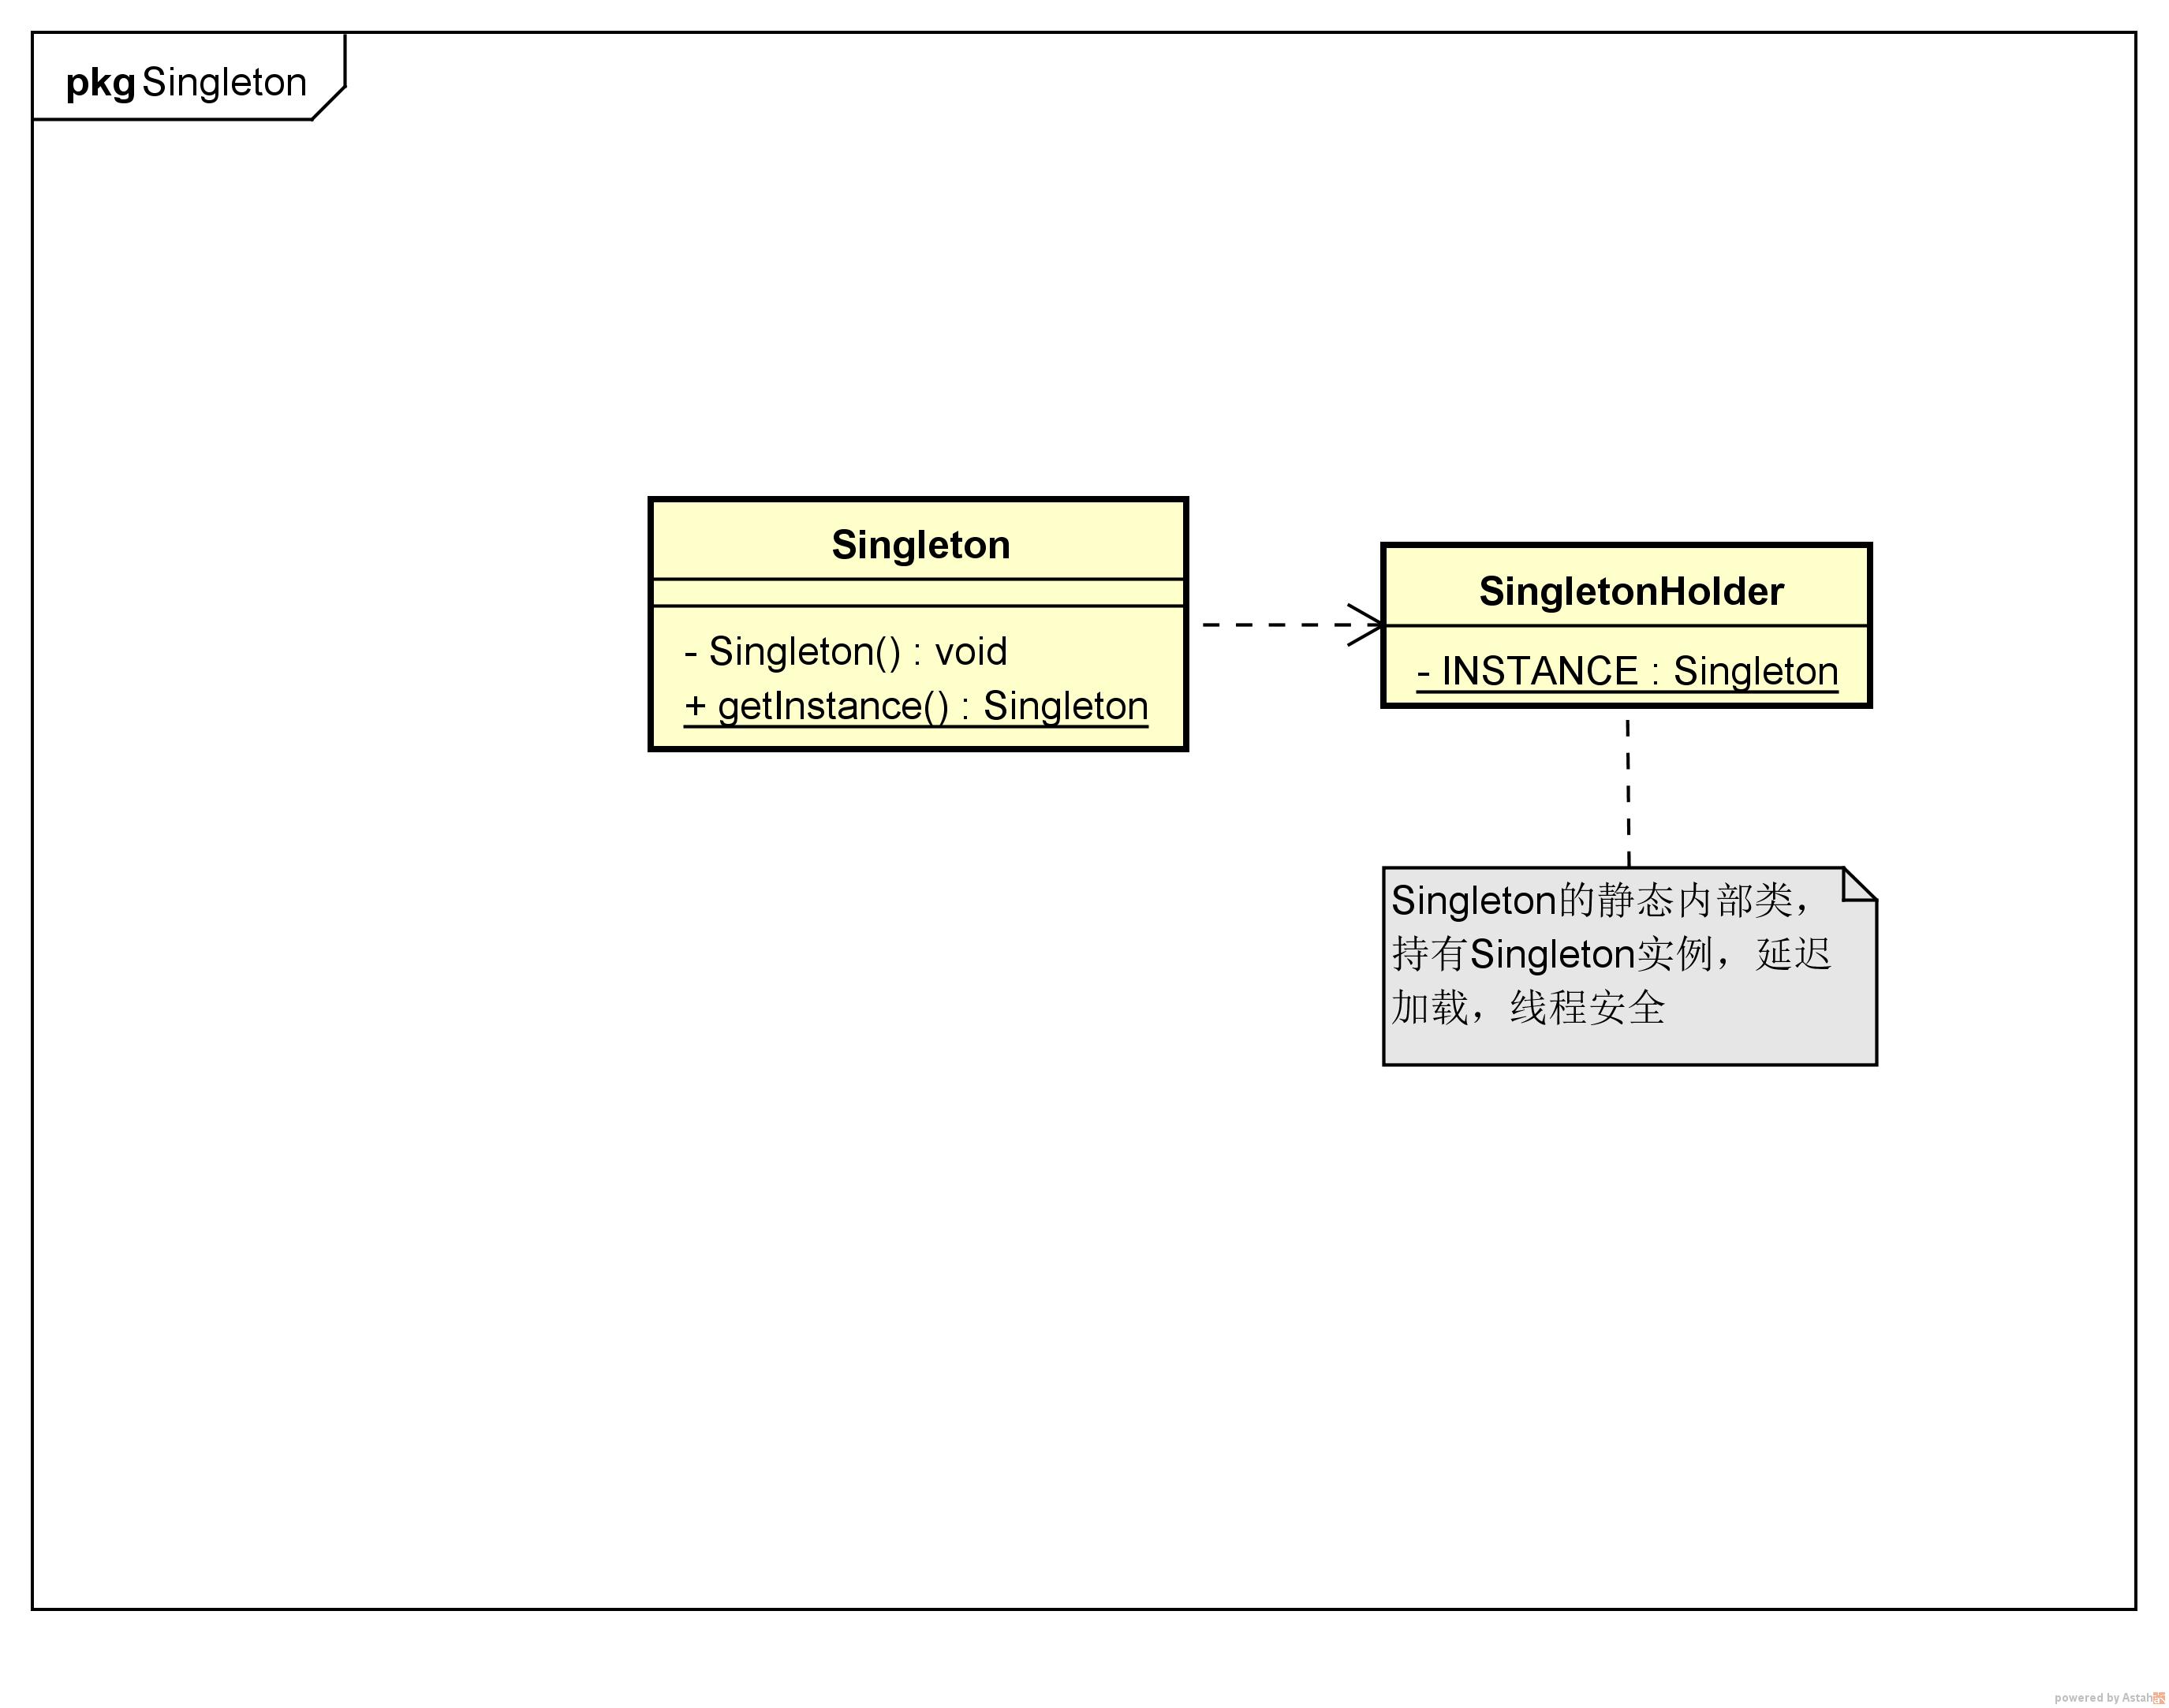 pkg Singleton
Singleton
- Singleton() : void
+ getInstance() : Singleton
SingletonHolder
- INSTANCE : Singleton
Singleton的静态内部类，
持有Singleton实例，延迟
加载，线程安全
powered by Astah